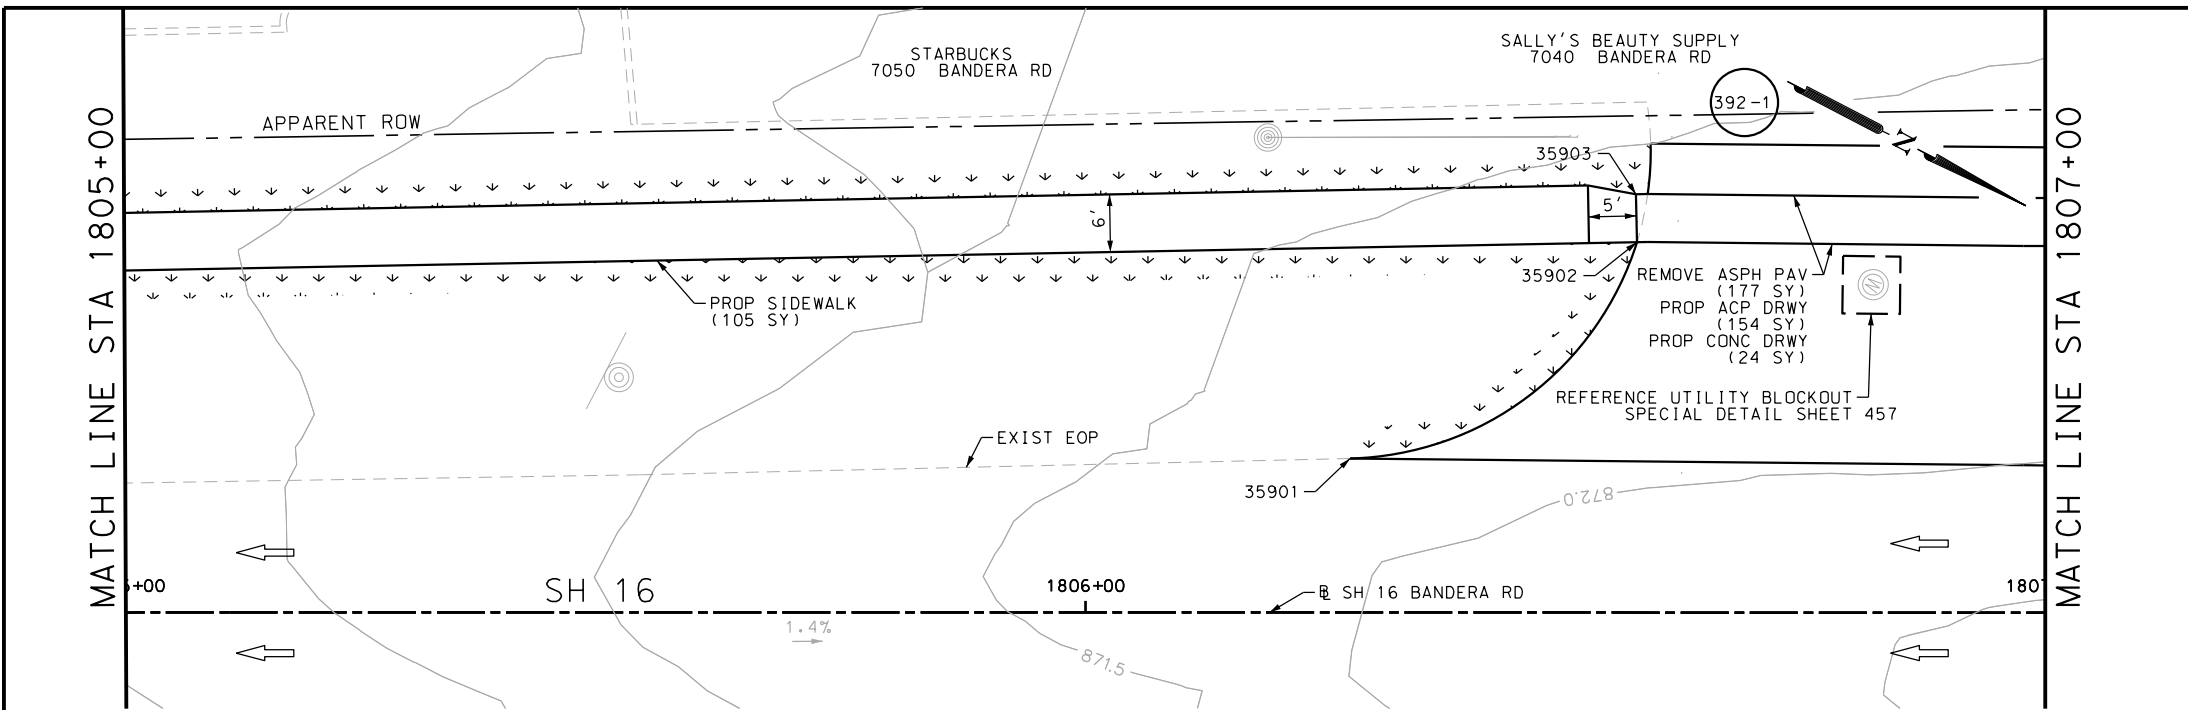 STARBUCKS
7050 BANDERA RD
SALLY'S BEAUTY SUPPLY
7040 BANDERA RD
392-1
N
APPARENT ROW
MATCH LINE STA 1805+00
MATCH LINE STA 1807+00
35903
6'
5'
35902
REMOVE ASPH PAV
(177 SY)
PROP ACP DRWY
(154 SY)
PROP CONC DRWY
(24 SY)
W
PROP SIDEWALK
(105 SY)
REFERENCE UTILITY BLOCKOUT
SPECIAL DETAIL SHEET 457
EXIST EOP
35901
872.0
+00
SH 16
1806+00
BL SH 16 BANDERA RD
180
1.4%
871.5